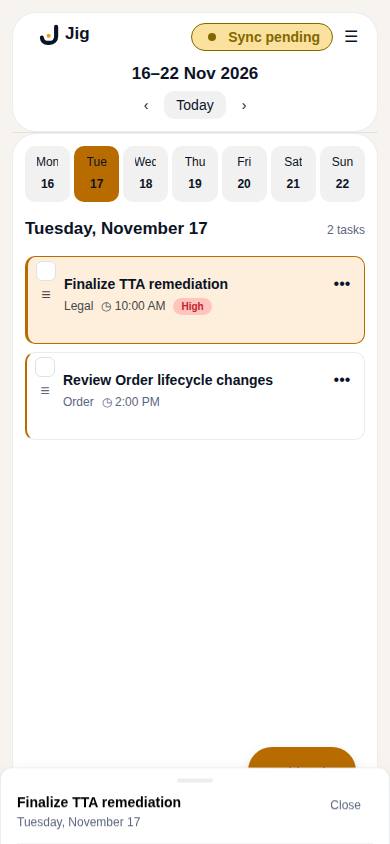 Jig
Sync pending
16–22 Nov 2026
Today
Mon Tue Wed Thu Fri Sat Sun
16 17 18 19 20 21 22
Tuesday, November 17
2 tasks
Finalize TTA remediation
Legal 10:00 AM High
Review Order lifecycle changes
Order 2:00 PM
Finalize TTA remediation
Close
Tuesday, November 17